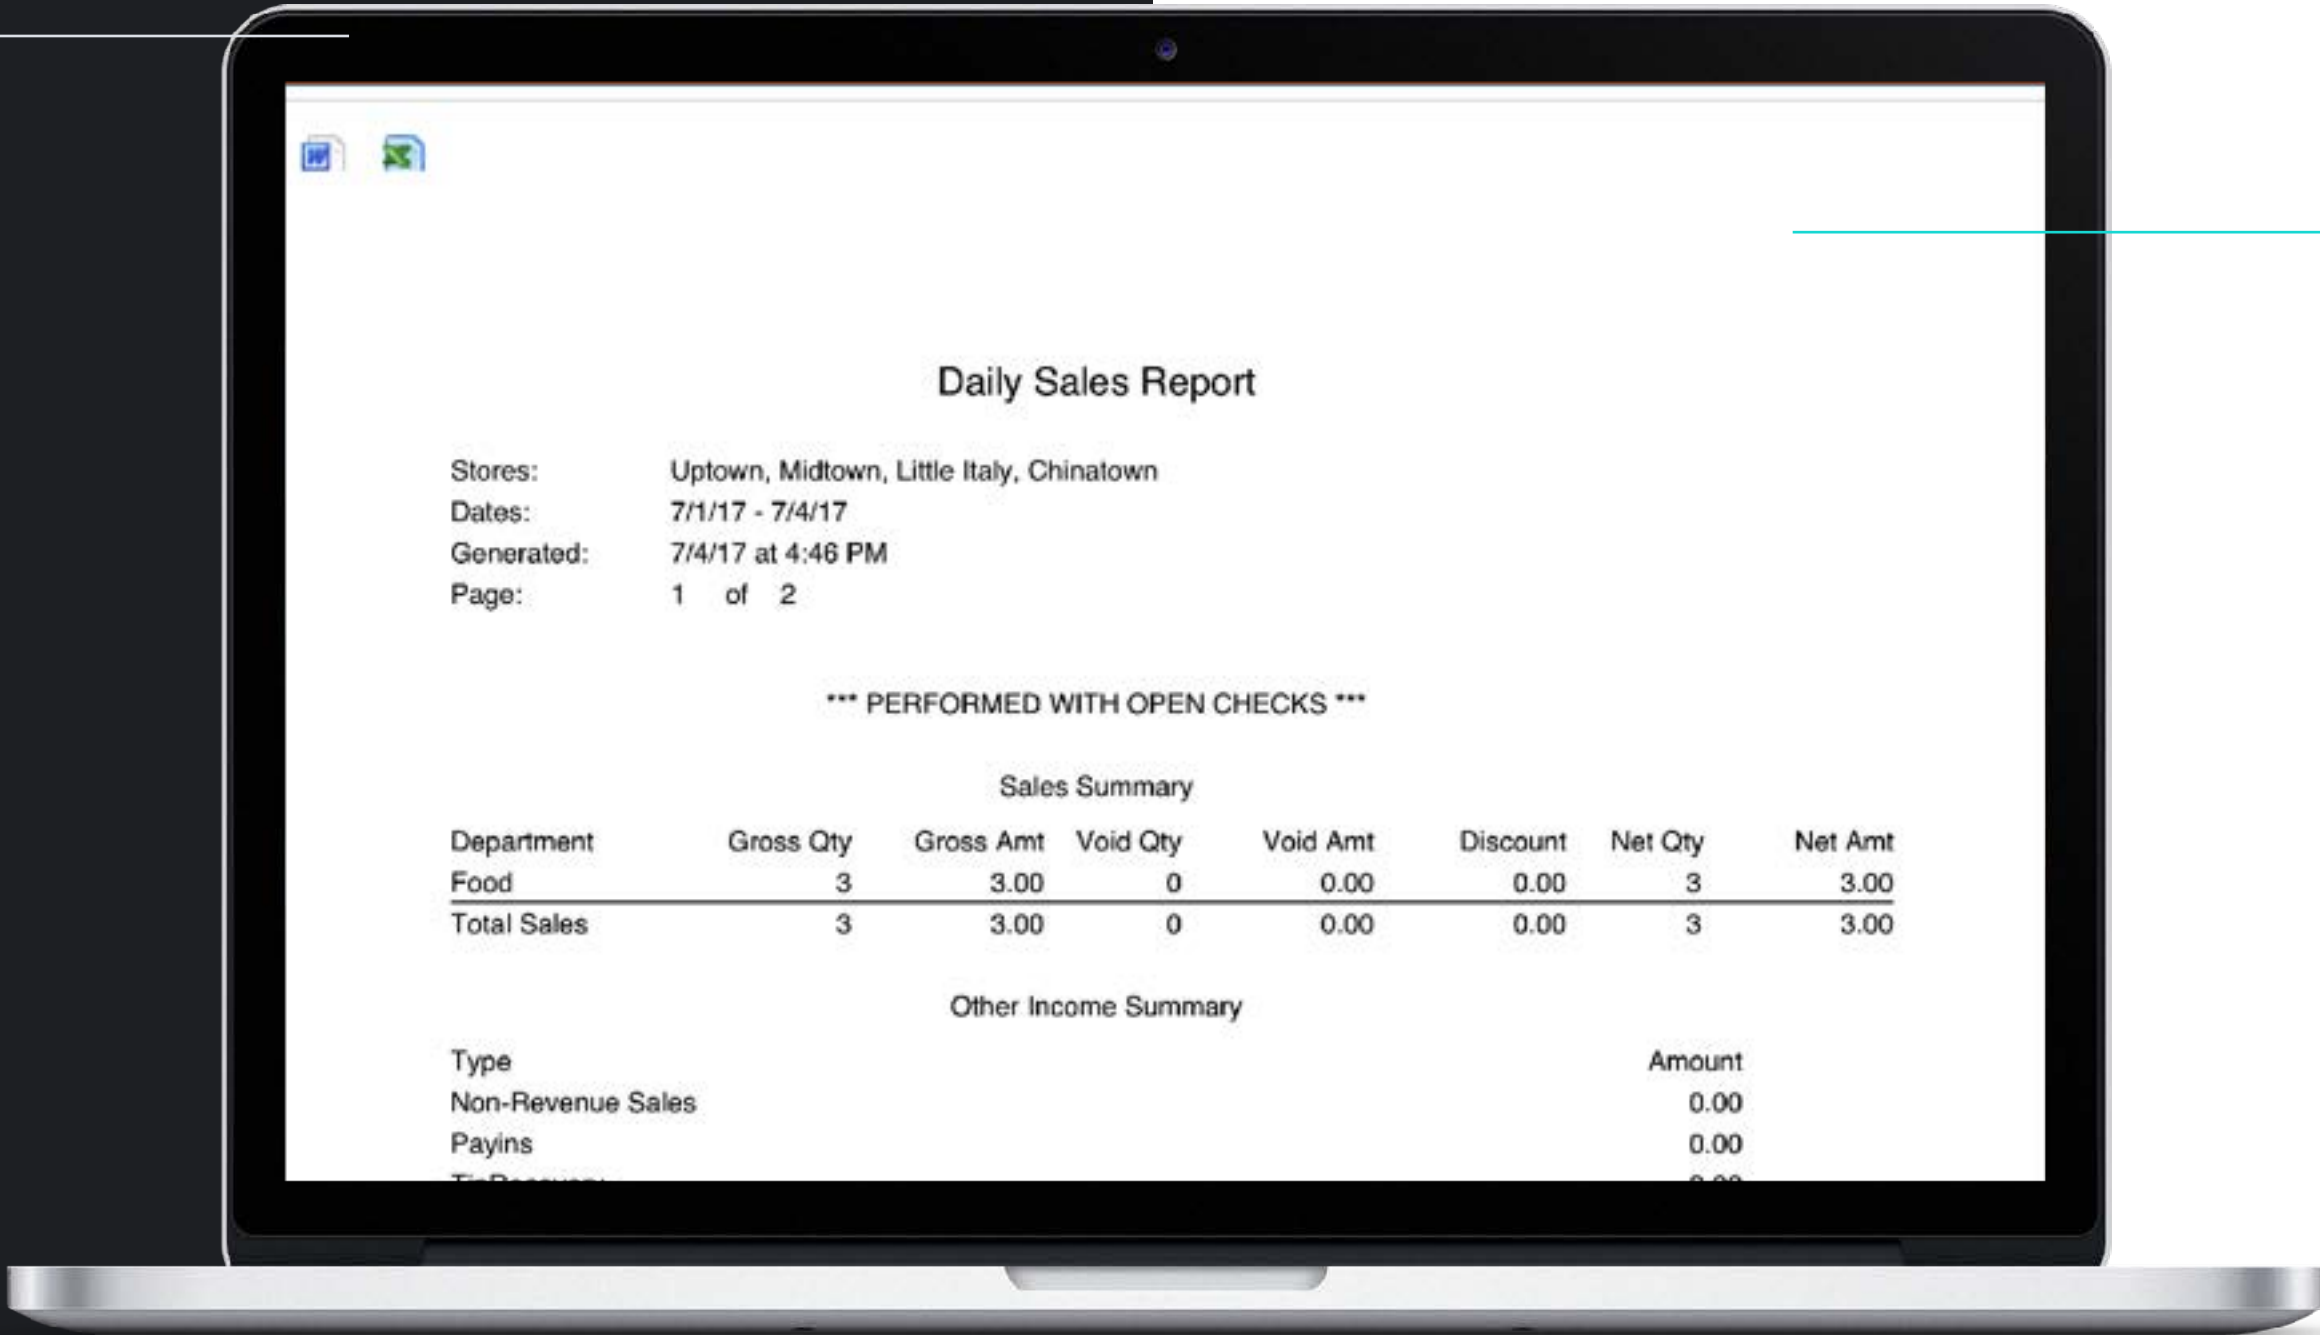 Daily Sales Report
Stores: Uptown, Midtown, Little Italy, Chinatown
Dates: 7/1/17 - 7/4/17
Generated: 7/4/17 at 4:46 PM
Page: 1 of 2
*** PERFORMED WITH OPEN CHECKS ***
Sales Summary
Department Gross Qty Gross Amt Void Qty Void Amt Discount Net Qty Net Amt
Food 3 3.00 0 0.00 0.00 3 3.00
Total Sales 3 3.00 0 0.00 0.00 3 3.00
Other Income Summary
Type Amount
Non-Revenue Sales 0.00
Payins 0.00